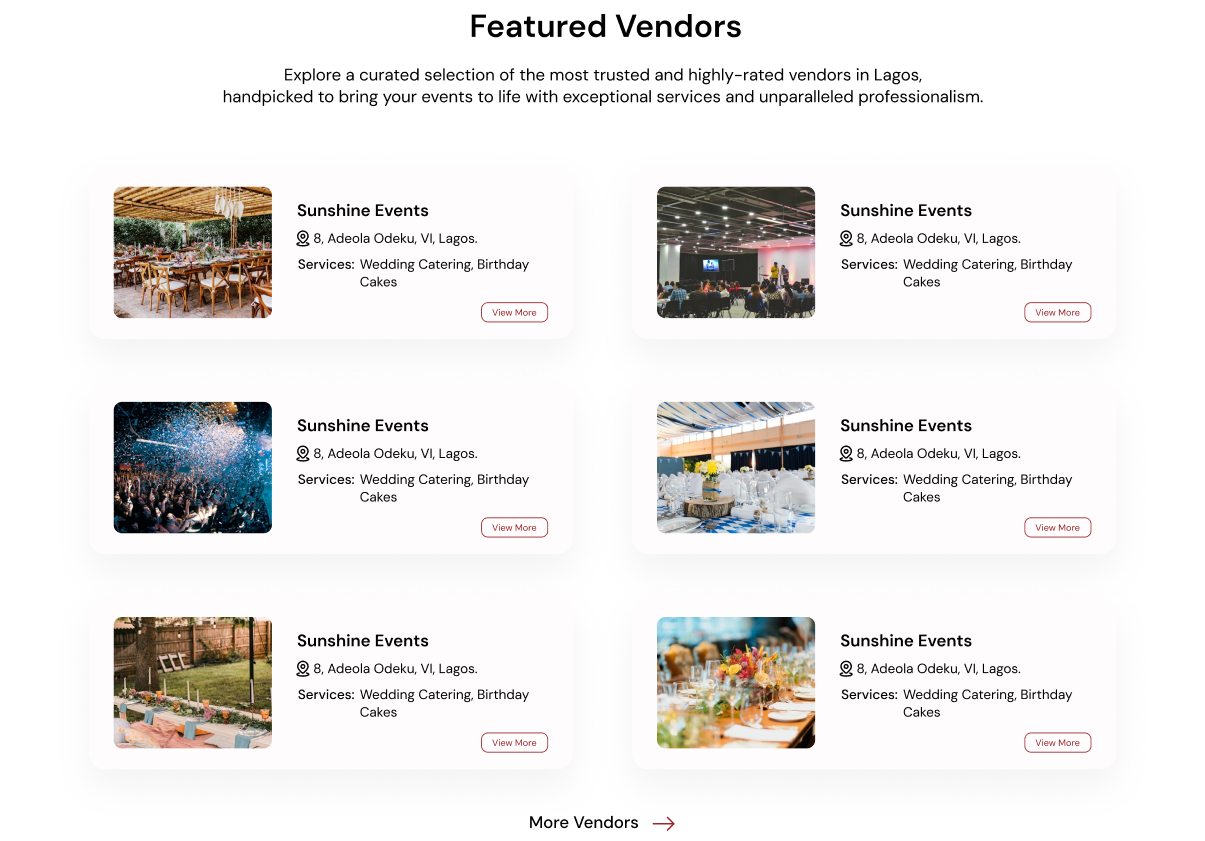 Featured Vendors
Explore a curated selection of the most trusted and highly-rated vendors in Lagos,
handpicked to bring your events to life with exceptional services and unparalleled professionalism.
Sunshine Events
8, Adeola Odeku, VI, Lagos.
Services: Wedding Catering, Birthday
Cakes
View More
Sunshine Events
8, Adeola Odeku, VI, Lagos.
Services: Wedding Catering, Birthday
Cakes
View More
Sunshine Events
8, Adeola Odeku, VI, Lagos.
Services: Wedding Catering, Birthday
Cakes
View More
Sunshine Events
8, Adeola Odeku, VI, Lagos.
Services: Wedding Catering, Birthday
Cakes
View More
Sunshine Events
8, Adeola Odeku, VI, Lagos.
Services: Wedding Catering, Birthday
Cakes
View More
Sunshine Events
8, Adeola Odeku, VI, Lagos.
Services: Wedding Catering, Birthday
Cakes
View More
More Vendors